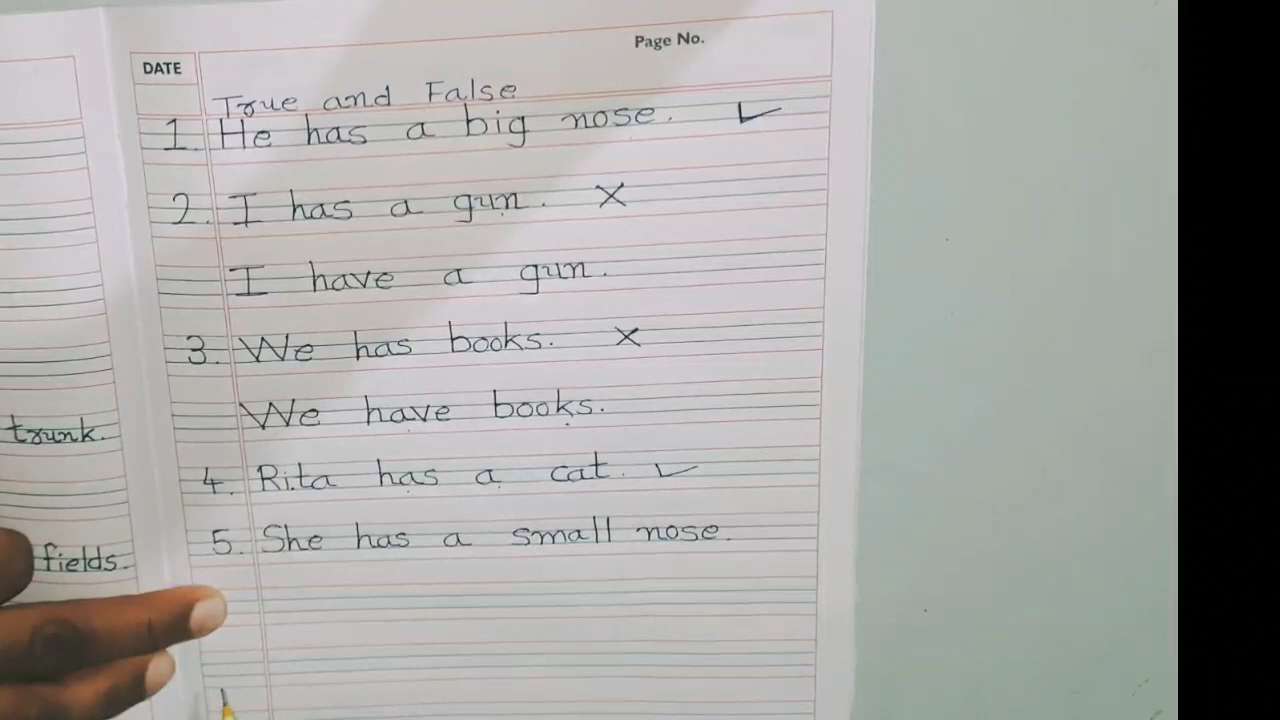 Page No.
DATE
True and False
1. He has a big nose. ✓
2. I has a gun. ×
I have a gun.
3. We has books. ×
We have books.
trunk.
4. Rita has a cat. ✓
5. She has a small nose.
fields.